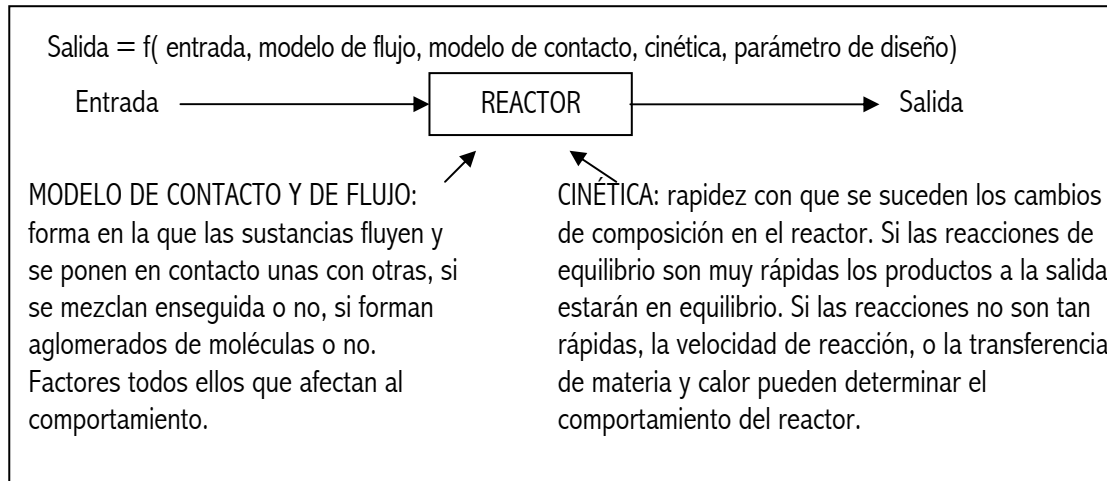 Salida = f( entrada, modelo de flujo, modelo de contacto, cinética, parámetro de diseño)
Entrada
REACTOR
Salida
MODELO DE CONTACTO Y DE FLUJO:
forma en la que las sustancias fluyen y
se ponen en contacto unas con otras, si
se mezclan enseguida o no, si forman
aglomerados de moléculas o no.
Factores todos ellos que afectan al
comportamiento.
CINÉTICA: rapidez con que se suceden los cambios
de composición en el reactor. Si las reacciones de
equilibrio son muy rápidas los productos a la salida
estarán en equilibrio. Si las reacciones no son tan
rápidas, la velocidad de reacción, o la transferencia
de materia y calor pueden determinar el
comportamiento del reactor.